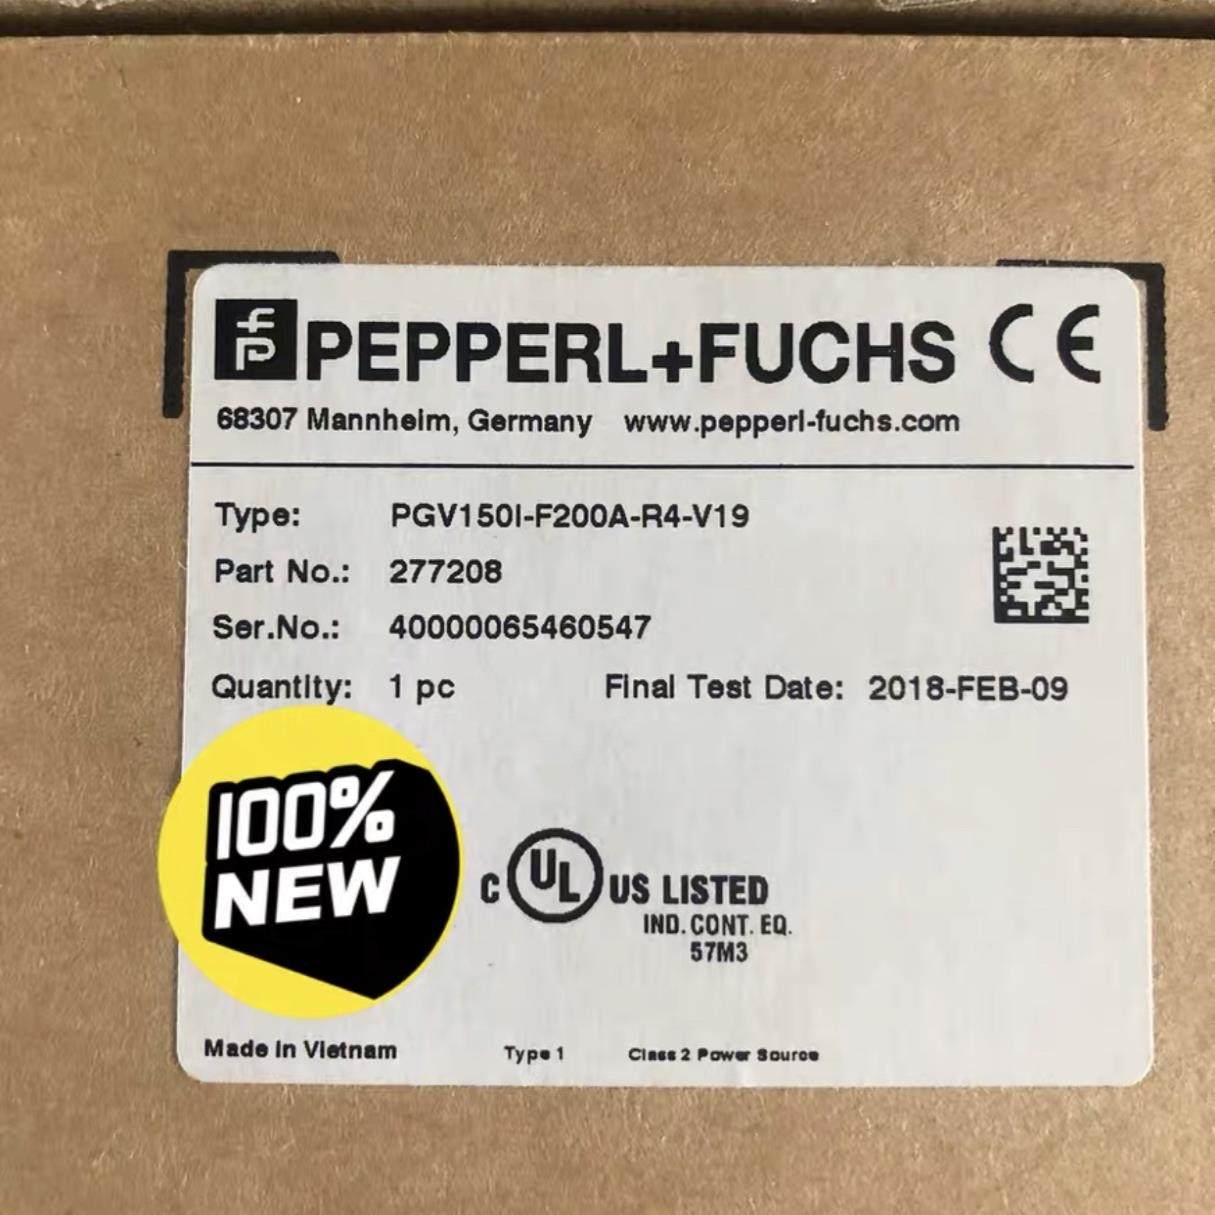 PEPPERL+FUCHS CE
68307 Mannheim, Germany www.pepperl-fuchs.com
Type: PGV150I-F200A-R4-V19
Part No.: 277208
Ser.No.: 40000065460547
Quantity: 1 pc Final Test Date: 2018-FEB-09
100%
NEW
C UL US LISTED
IND. CONT. EQ.
57M3
Made in Vietnam Type 1 Class 2 Power Source